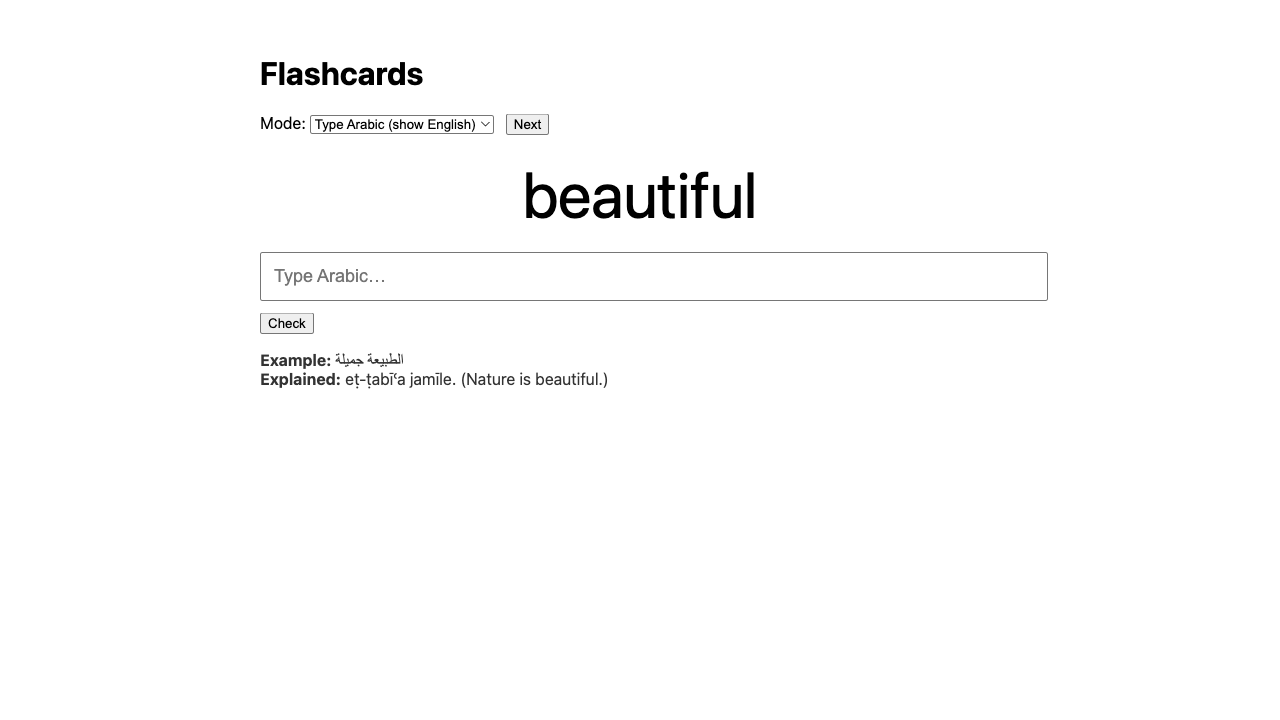 Flashcards
Mode: Type Arabic (show English) Next
beautiful
Type Arabic…
Check
Example: الطبيعة جميلة
Explained: eṭ-ṭabīʿa jamīle. (Nature is beautiful.)